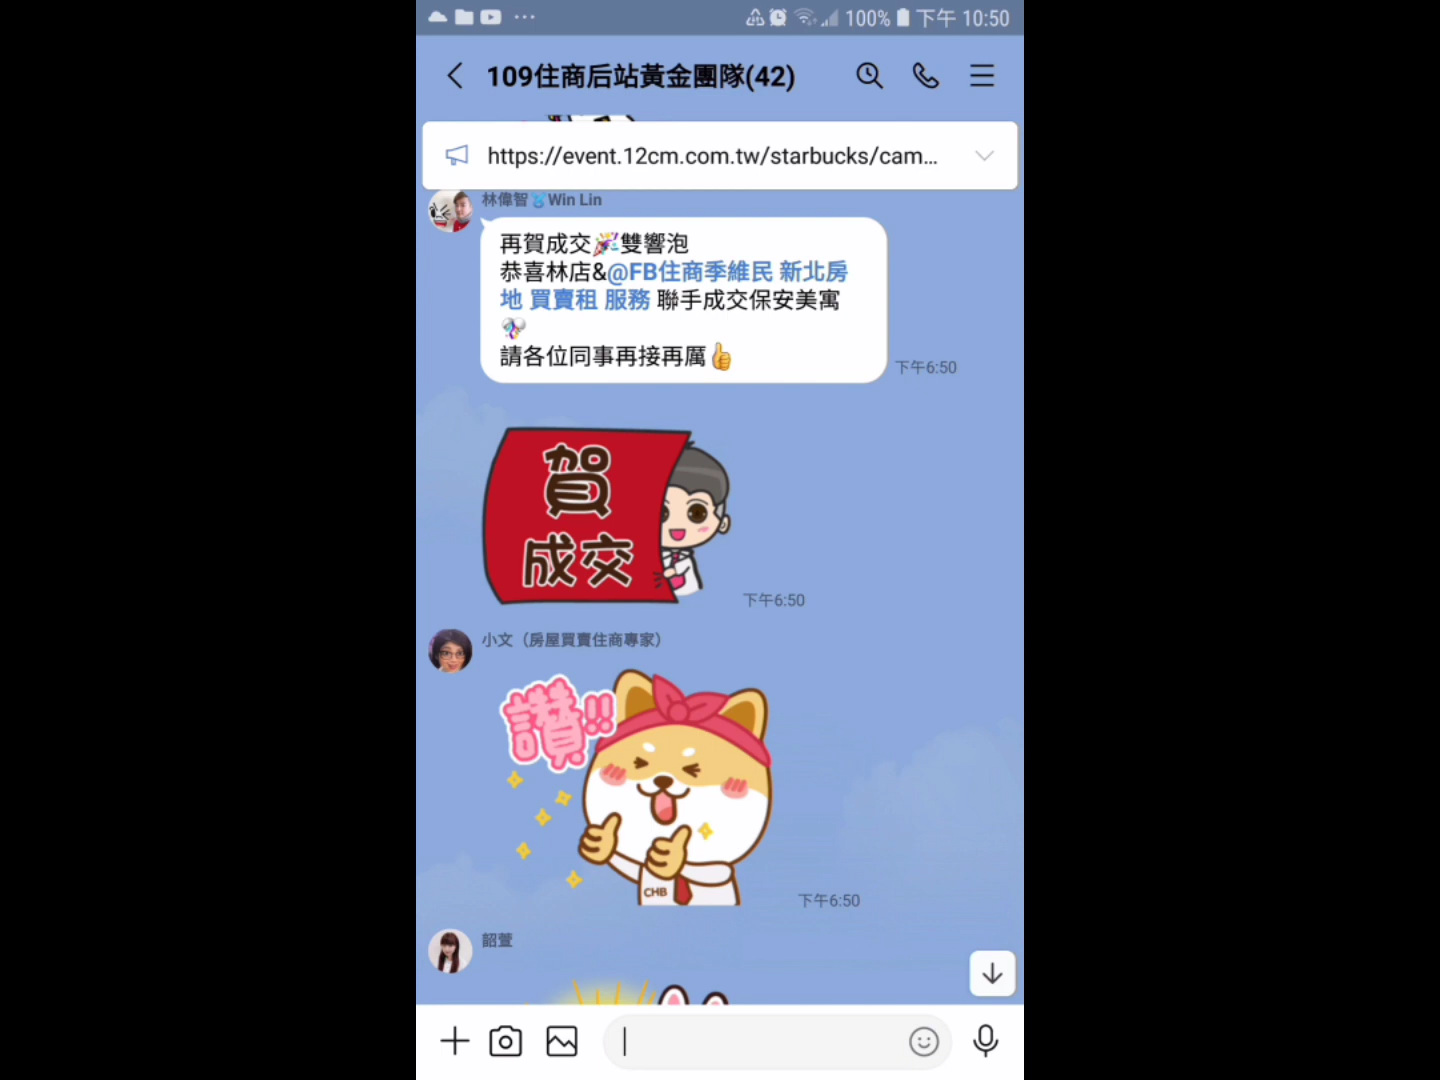 100% 下午 10:50
109住商后站黃金團隊(42)
https://event.12cm.com.tw/starbucks/cam...
林偉智🐰Win Lin
再賀成交🎉雙響泡
恭喜林店&@FB住商季維民 新北房
地 買賣租 服務 聯手成交保安美寓
🎊
請各位同事再接再厲👍
下午6:50
賀
成交
下午6:50
小文（房屋買賣住商專家）
讚!!
CHB
下午6:50
韶萱